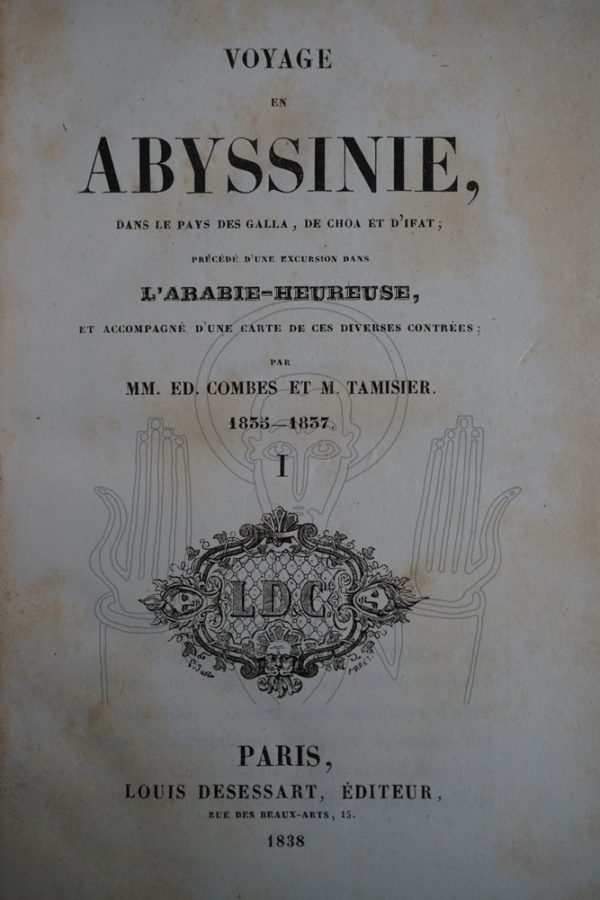 VOYAGE
EN
ABYSSINIE,
DANS LE PAYS DES GALLA, DE CHOA ET D'IFAT;
PRÉCÉDÉ D'UNE EXCURSION DANS
L'ARABIE-HEUREUSE,
ET ACCOMPAGNÉ D'UNE CARTE DE CES DIVERSES CONTRÉES;
PAR
MM. ED. COMBES ET M. TAMISIER.
1835—1837.
I
L.D.&C.ie
PARIS,
LOUIS DESESSART, ÉDITEUR,
RUE DES BEAUX-ARTS, 15.
1838